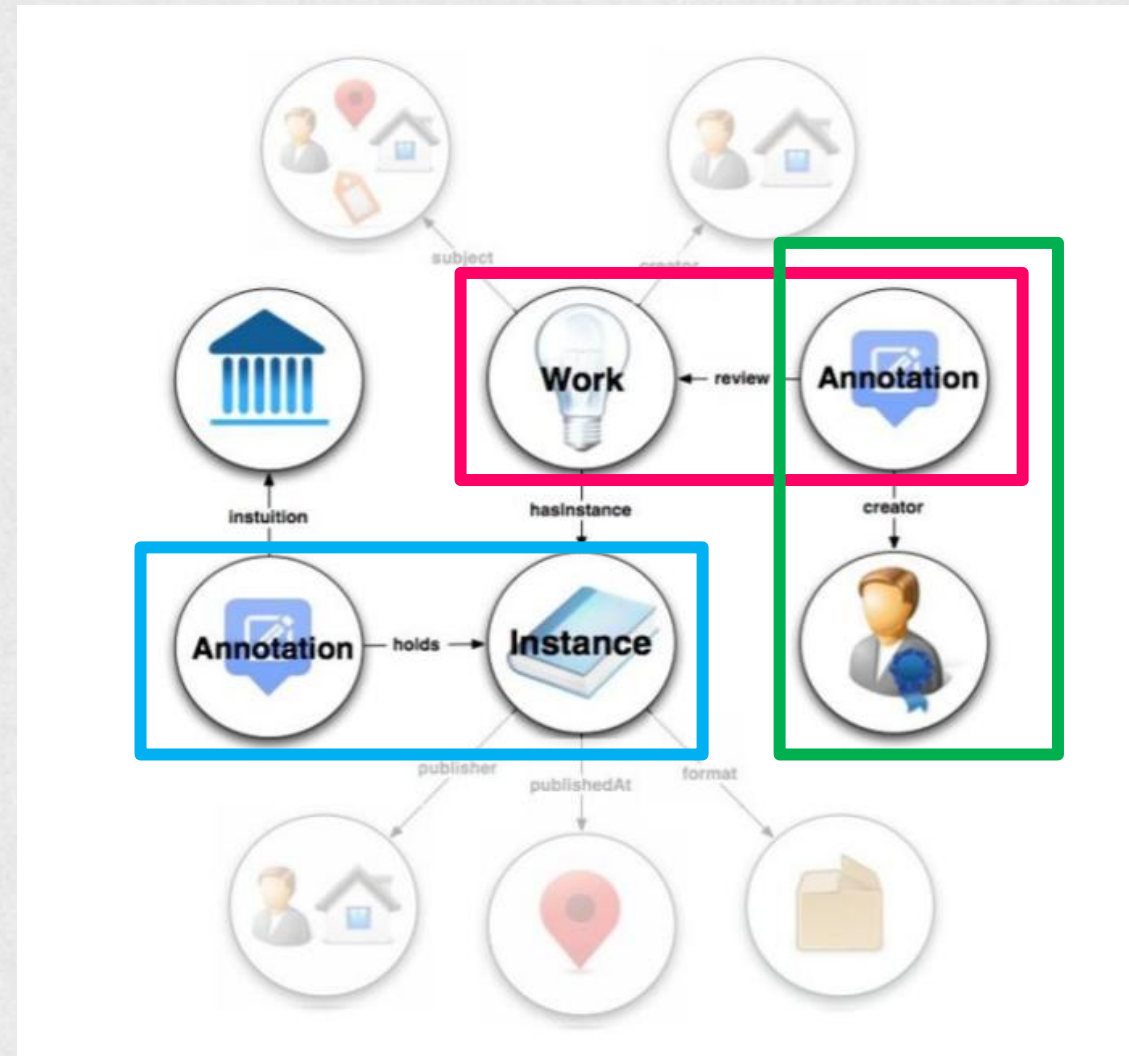 subject
creator
Work
review
Annotation
instuition
hasInstance
creator
Annotation
holds
Instance
publisher
publishedAt
format